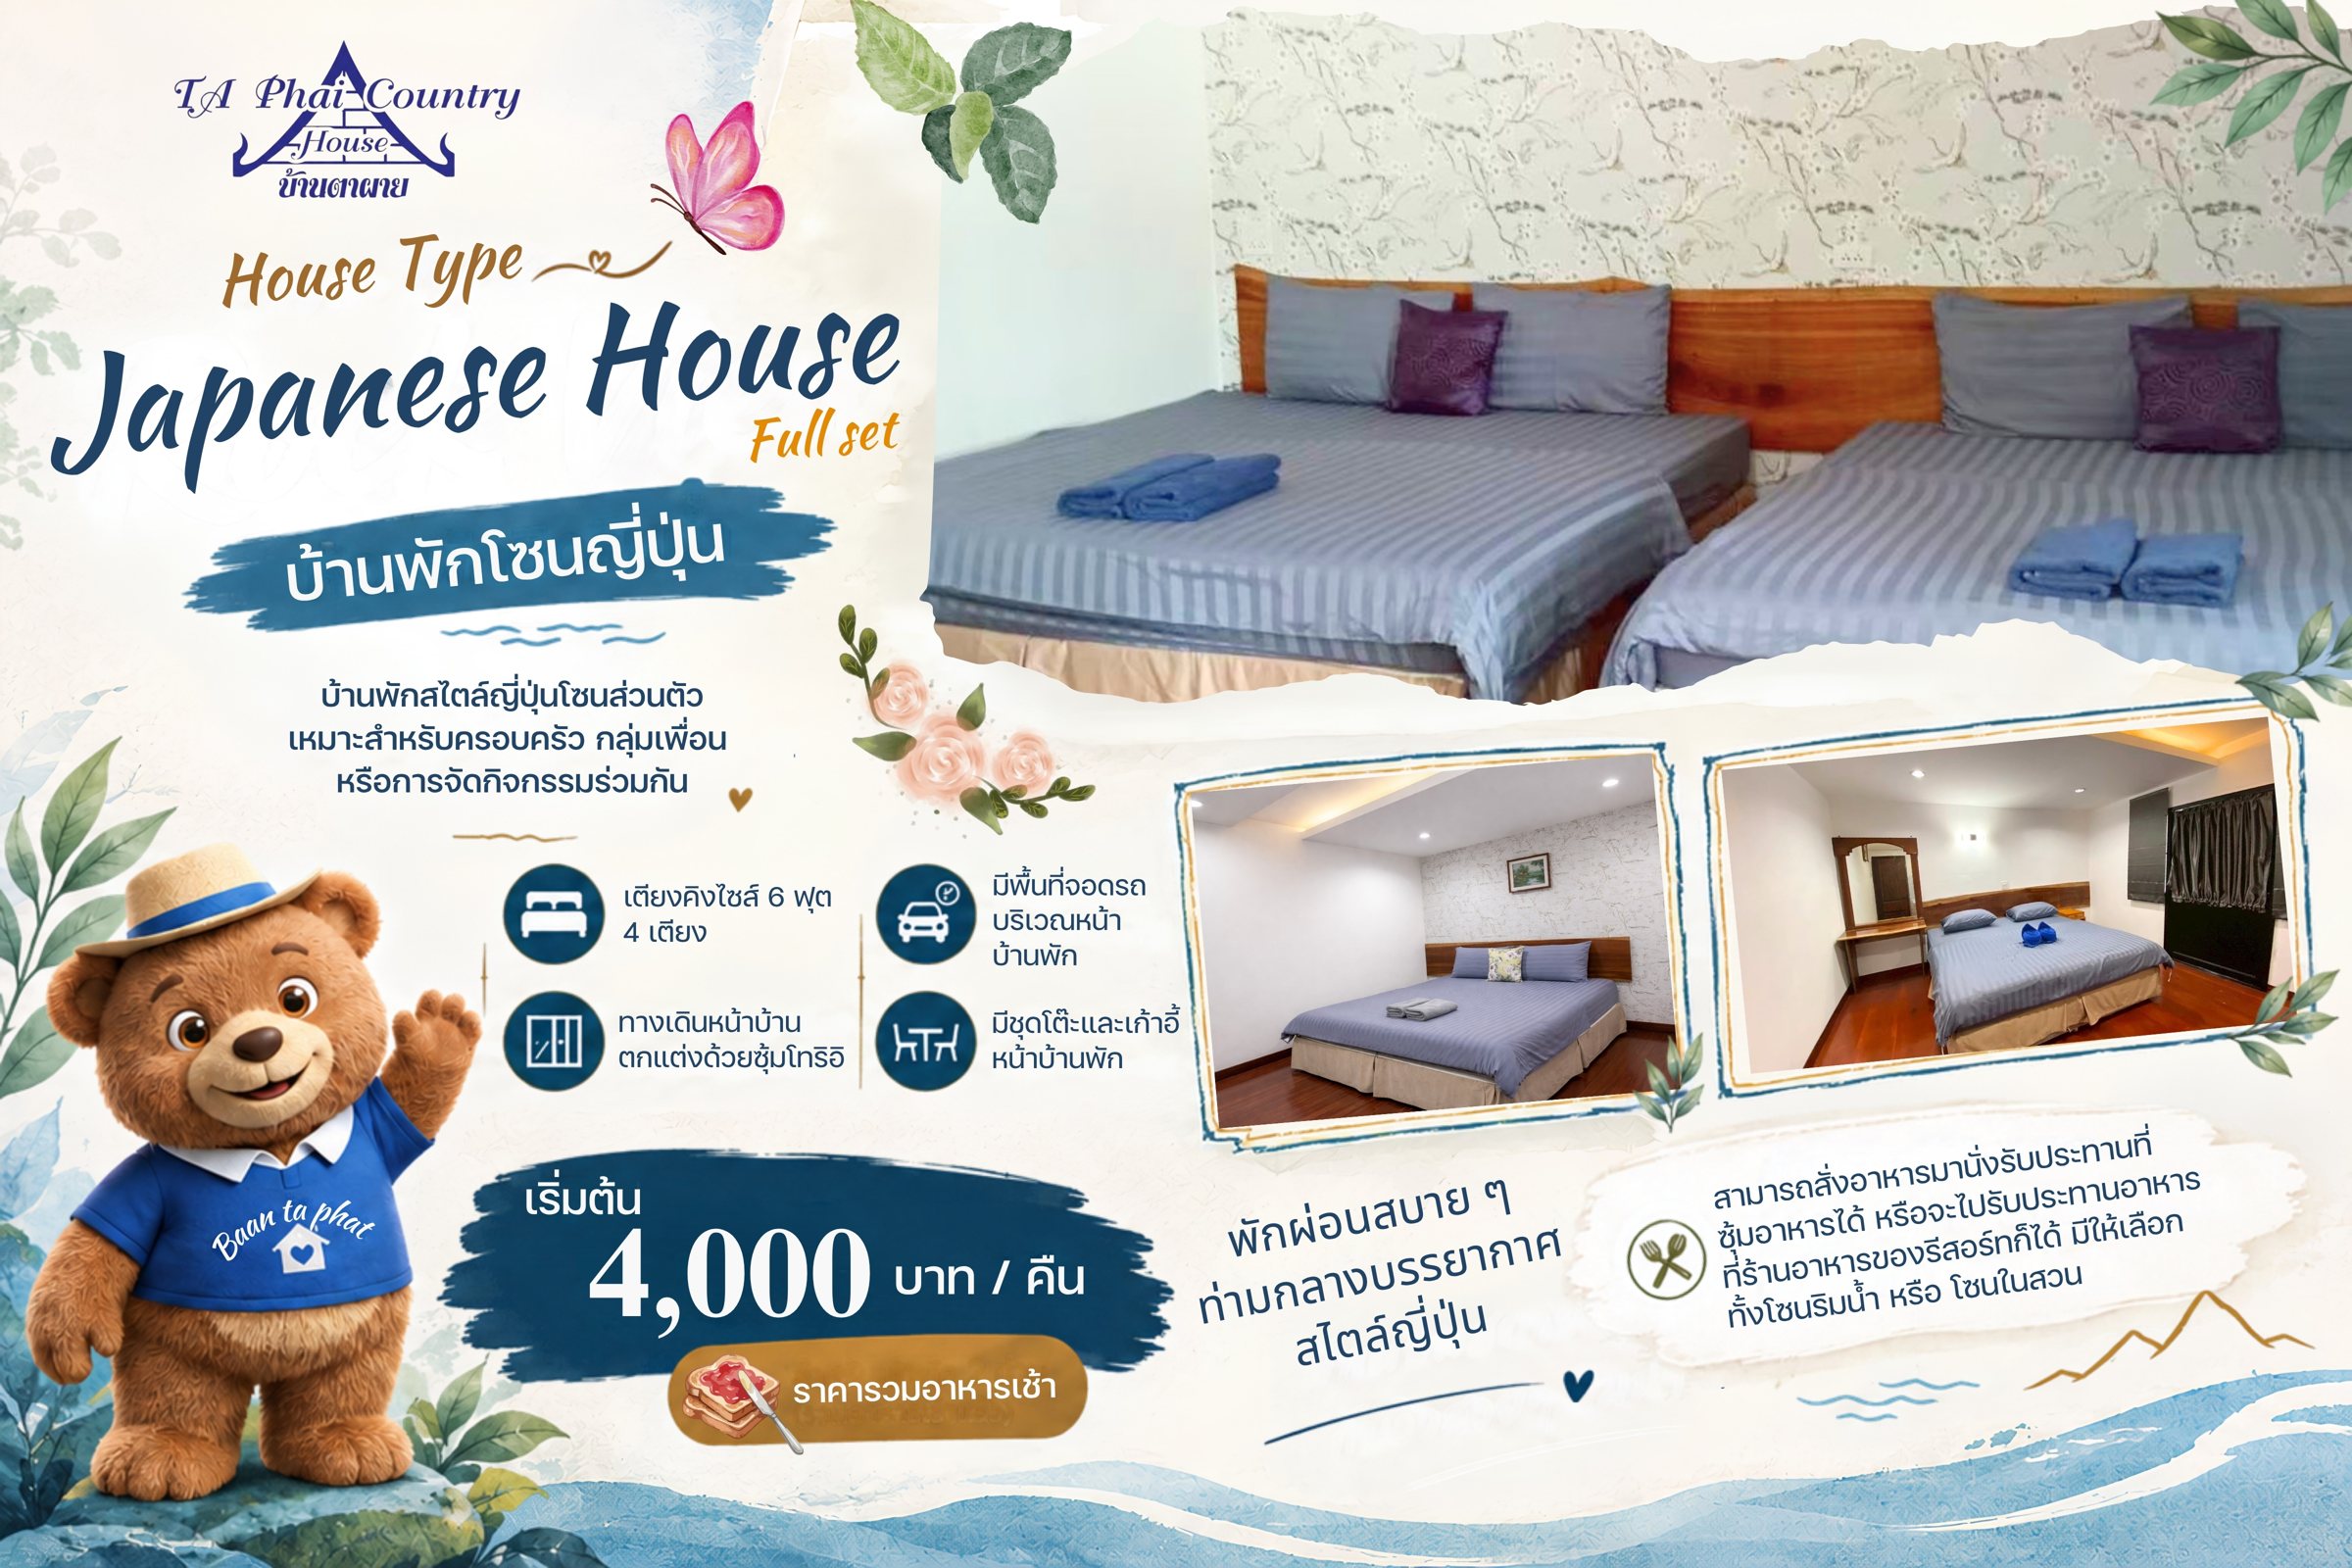 TA Phai Country
House
บ้านตาผาย
House Type
Japanese House
Full set
บ้านพักโซนญี่ปุ่น
บ้านพักสไตล์ญี่ปุ่นโซนส่วนตัว
เหมาะสำหรับครอบครัว กลุ่มเพื่อน
หรือการจัดกิจกรรมร่วมกัน
เตียงคิงไซส์ 6 ฟุต
4 เตียง
มีพื้นที่จอดรถ
บริเวณหน้า
บ้านพัก
ทางเดินหน้าบ้าน
ตกแต่งด้วยซุ้มโทริอิ
มีชุดโต๊ะและเก้าอี้
หน้าบ้านพัก
Baan ta phat
เริ่มต้น
4,000 บาท / คืน
ราคารวมอาหารเช้า
พักผ่อนสบาย ๆ
ท่ามกลางบรรยากาศ
สไตล์ญี่ปุ่น
สามารถสั่งอาหารมานั่งรับประทานที่
ซุ้มอาหารได้ หรือจะไปรับประทานอาหาร
ที่ร้านอาหารของรีสอร์ทก็ได้ มีให้เลือก
ทั้งโซนริมน้ำ หรือ โซนในสวน